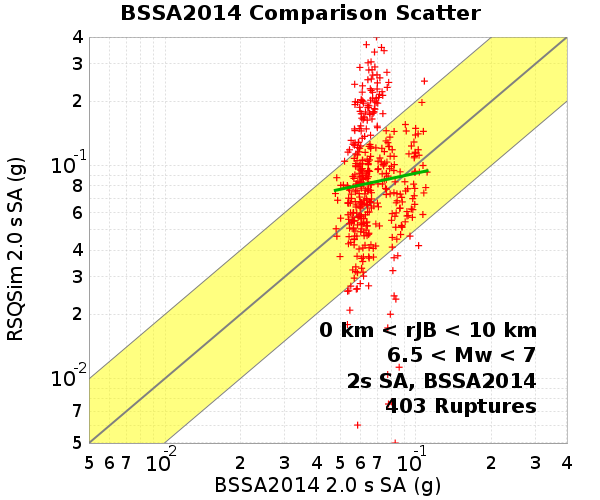 BSSA2014 Comparison Scatter
RSQSim 2.0 s SA (g)
4
3
2
10⁻¹
8
6
4
3
2
10⁻²
7
5
0 km < rJB < 10 km
6.5 < Mw < 7
2s SA, BSSA2014
403 Ruptures
5 6 7 10⁻² 2 3 4 5 6 7 10⁻¹ 2 3 4
BSSA2014 2.0 s SA (g)